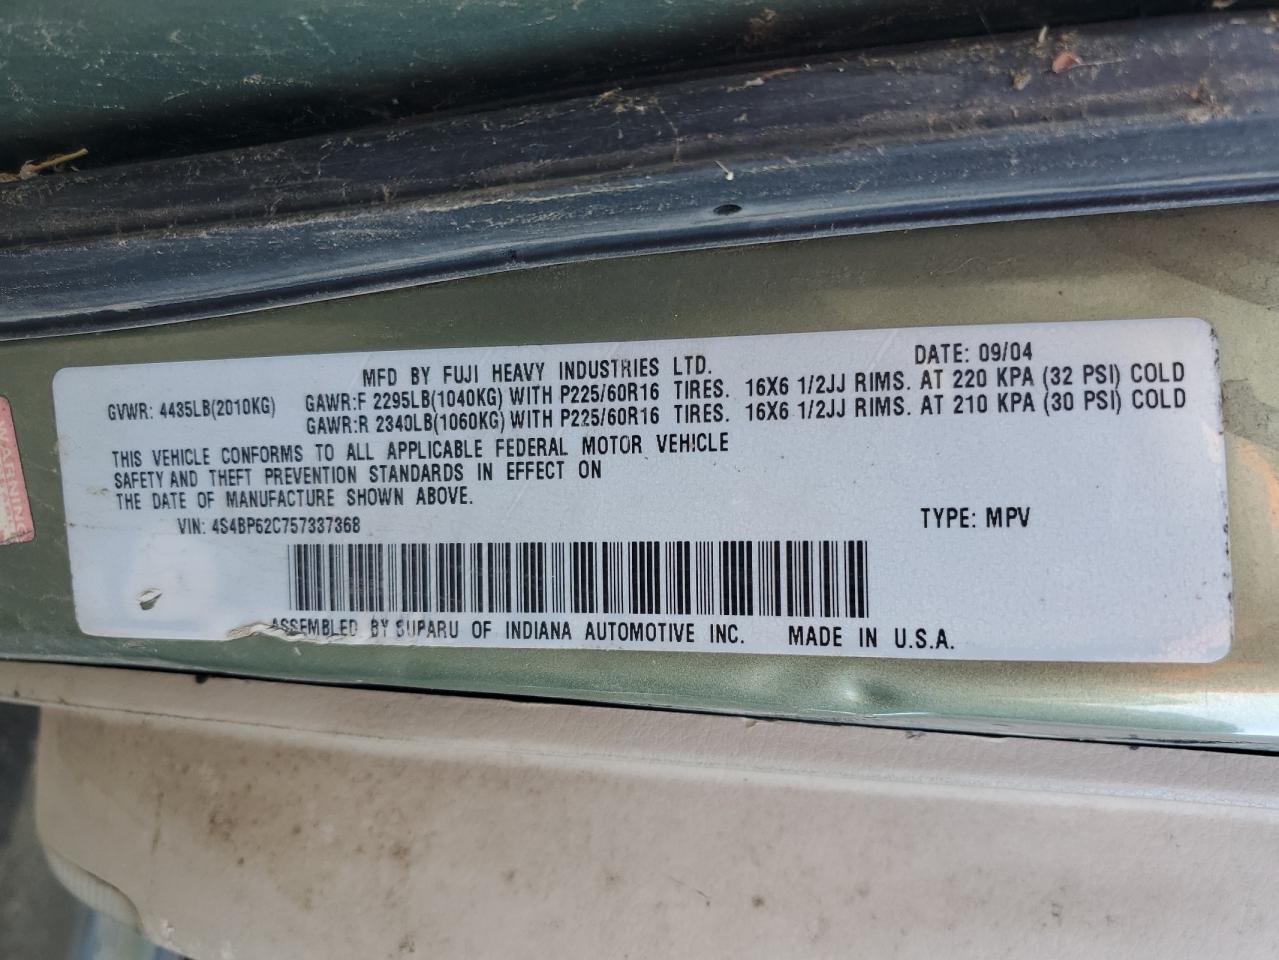 MFD BY FUJI HEAVY INDUSTRIES LTD. DATE: 09/04
GVWR: 4435LB(2010KG) GAWR:F 2295LB(1040KG) WITH P225/60R16 TIRES. 16X6 1/2JJ RIMS. AT 220 KPA (32 PSI) COLD
GAWR:R 2340LB(1060KG) WITH P225/60R16 TIRES. 16X6 1/2JJ RIMS. AT 210 KPA (30 PSI) COLD
THIS VEHICLE CONFORMS TO ALL APPLICABLE FEDERAL MOTOR VEHICLE
SAFETY AND THEFT PREVENTION STANDARDS IN EFFECT ON
THE DATE OF MANUFACTURE SHOWN ABOVE.
VIN: 4S4BP62C757337368 TYPE: MPV
ASSEMBLED BY SUBARU OF INDIANA AUTOMOTIVE INC. MADE IN U.S.A.
WARNING